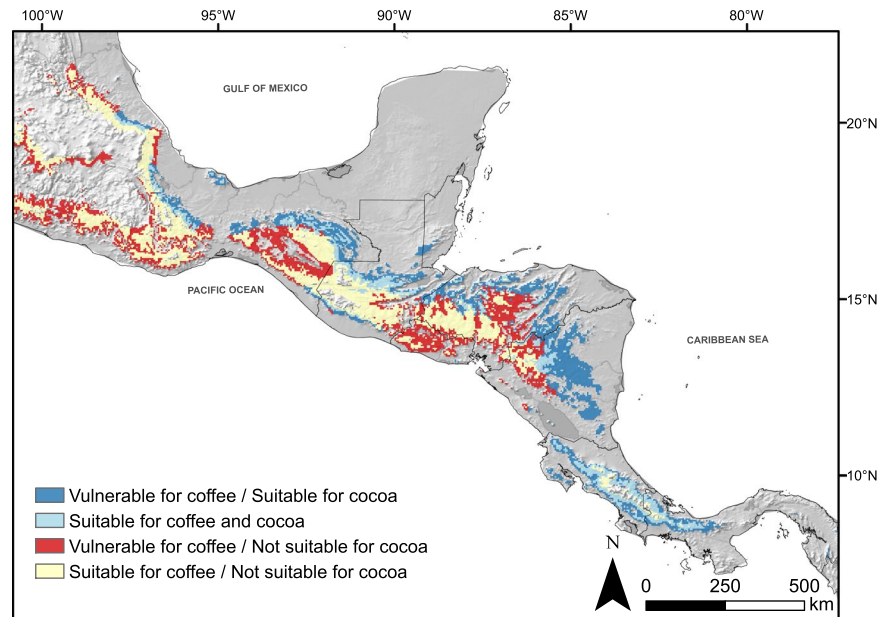 100°W 95°W 90°W 85°W 80°W
GULF OF MEXICO
20°N
PACIFIC OCEAN
15°N
CARIBBEAN SEA
10°N
Vulnerable for coffee / Suitable for cocoa
Suitable for coffee and cocoa
Vulnerable for coffee / Not suitable for cocoa
Suitable for coffee / Not suitable for cocoa
N
0 250 500
km